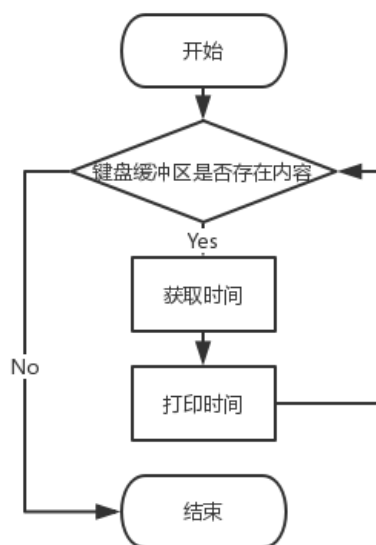 开始
键盘缓冲区是否存在内容
Yes
获取时间
No
打印时间
结束